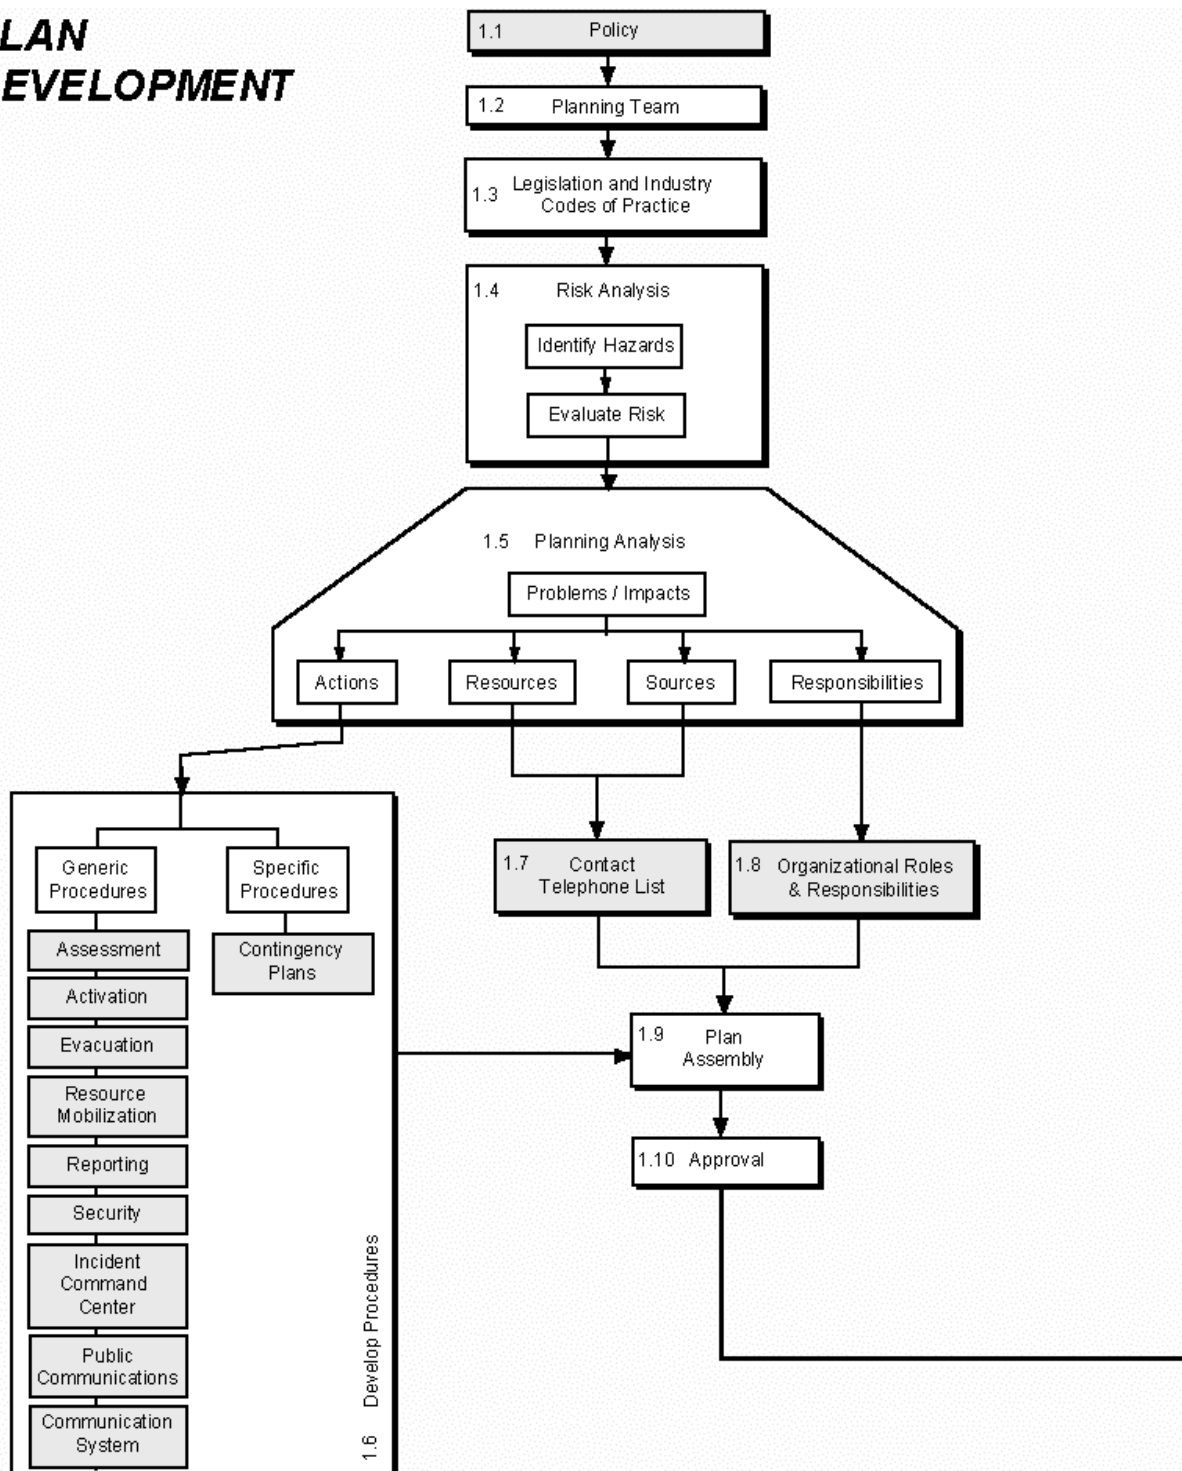 LAN
EVELOPMENT
1.1 Policy
1.2 Planning Team
1.3 Legislation and Industry
Codes of Practice
1.4 Risk Analysis
Identify Hazards
Evaluate Risk
1.5 Planning Analysis
Problems / Impacts
Actions
Resources
Sources
Responsibilities
Generic
Procedures
Specific
Procedures
Assessment
Activation
Evacuation
Resource
Mobilization
Reporting
Security
Incident
Command
Center
Public
Communications
Communication
System
Contingency
Plans
1.6 Develop Procedures
1.7 Contact
Telephone List
1.8 Organizational Roles
& Responsibilities
1.9 Plan
Assembly
1.10 Approval